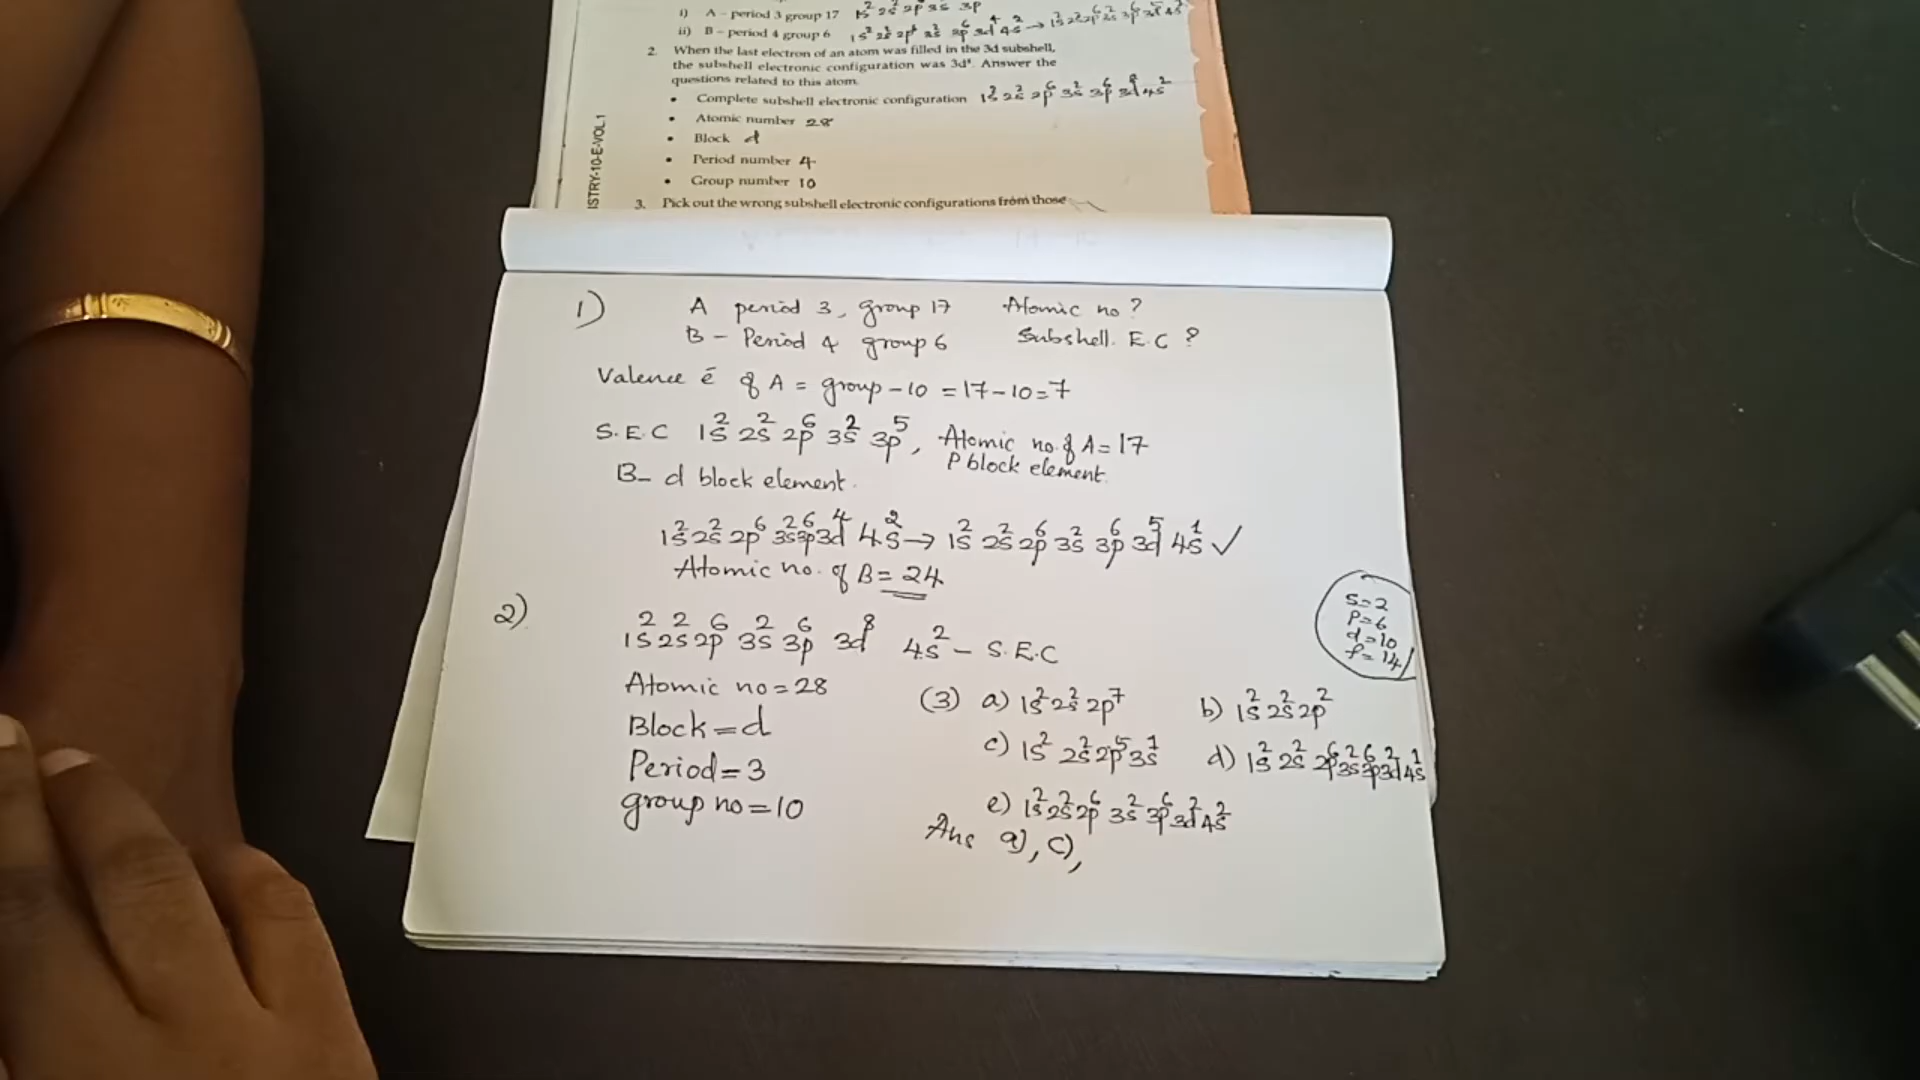 i) A - period 3 group 17 1s² 2s² 2p⁶ 3s 3p
ii) B - period 4 group 6 1s² 2s² 2p⁶ 3s² 3p⁶ 3d⁴ 4s² → 1s² 2s² 2p⁶ 3s² 3p⁶ 3d⁵ 4s¹
2. When the last electron of an atom was filled in the 3d subshell,
the subshell electronic configuration was 3d⁸. Answer the
questions related to this atom.
• Complete subshell electronic configuration 1s² 2s² 2p⁶ 3s² 3p⁶ 3d⁸ 4s²
• Atomic number 28
• Block d
• Period number 4
• Group number 10
3. Pick out the wrong subshell electronic configurations from those
ISTRY-10-E-VOL1
1) A period 3, group 17 Atomic no ?
B - Period 4 group 6 Subshell. E.C ?
Valence ē of A = group - 10 = 17 - 10 = 7
S.E.C 1s² 2s² 2p⁶ 3s² 3p⁵, Atomic no. of A = 17
P block element.
B - d block element.
1s² 2s² 2p⁶ 3s² 3p⁶ 3d⁴ 4s² → 1s² 2s² 2p⁶ 3s² 3p⁶ 3d⁵ 4s¹ ✓
Atomic no. of B = 24
2) 1s² 2s² 2p⁶ 3s² 3p⁶ 3d⁸ 4s² - S.E.C
Atomic no = 28
Block = d
Period = 3
group no = 10
s=2
p=6
d=10
f=14
(3) a) 1s² 2s² 2p⁷ b) 1s² 2s² 2p²
c) 1s² 2s² 2p⁵ 3s¹ d) 1s² 2s² 2p⁶ 3s² 3p⁶ 3d² 4s¹
e) 1s² 2s² 2p⁶ 3s² 3p⁶ 3d² 4s²
Ans a), c),